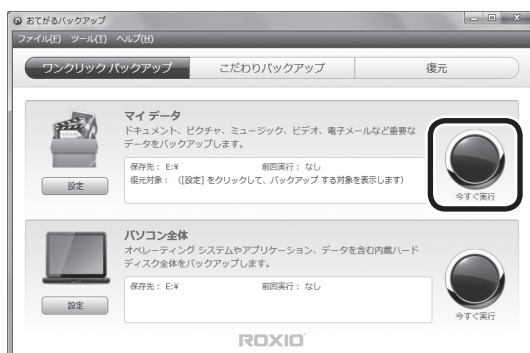 おてがるバックアップ
ファイル(F) ツール(T) ヘルプ(H)
ワンクリック バックアップ こだわりバックアップ 復元
マイ データ
ドキュメント、ピクチャ、ミュージック、ビデオ、電子メールなど重要な
データをバックアップします。
保存先： E:¥ 前回実行： なし
復元対象： （[設定] をクリックして、バックアップ する対象を表示します）
設定
今すぐ実行
パソコン全体
オペレーティング システムやアプリケーション、データを含む内蔵ハード
ディスク全体をバックアップします。
保存先： E:¥ 前回実行： なし
設定
今すぐ実行
ROXIO